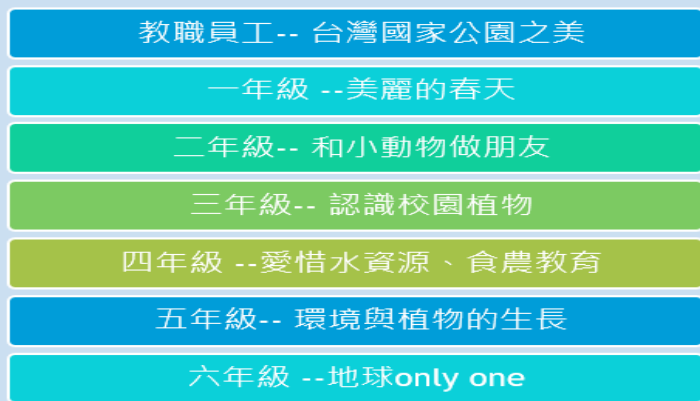 教職員工-- 台灣國家公園之美
一年級 --美麗的春天
二年級-- 和小動物做朋友
三年級-- 認識校園植物
四年級 --愛惜水資源、食農教育
五年級-- 環境與植物的生長
六年級 --地球only one